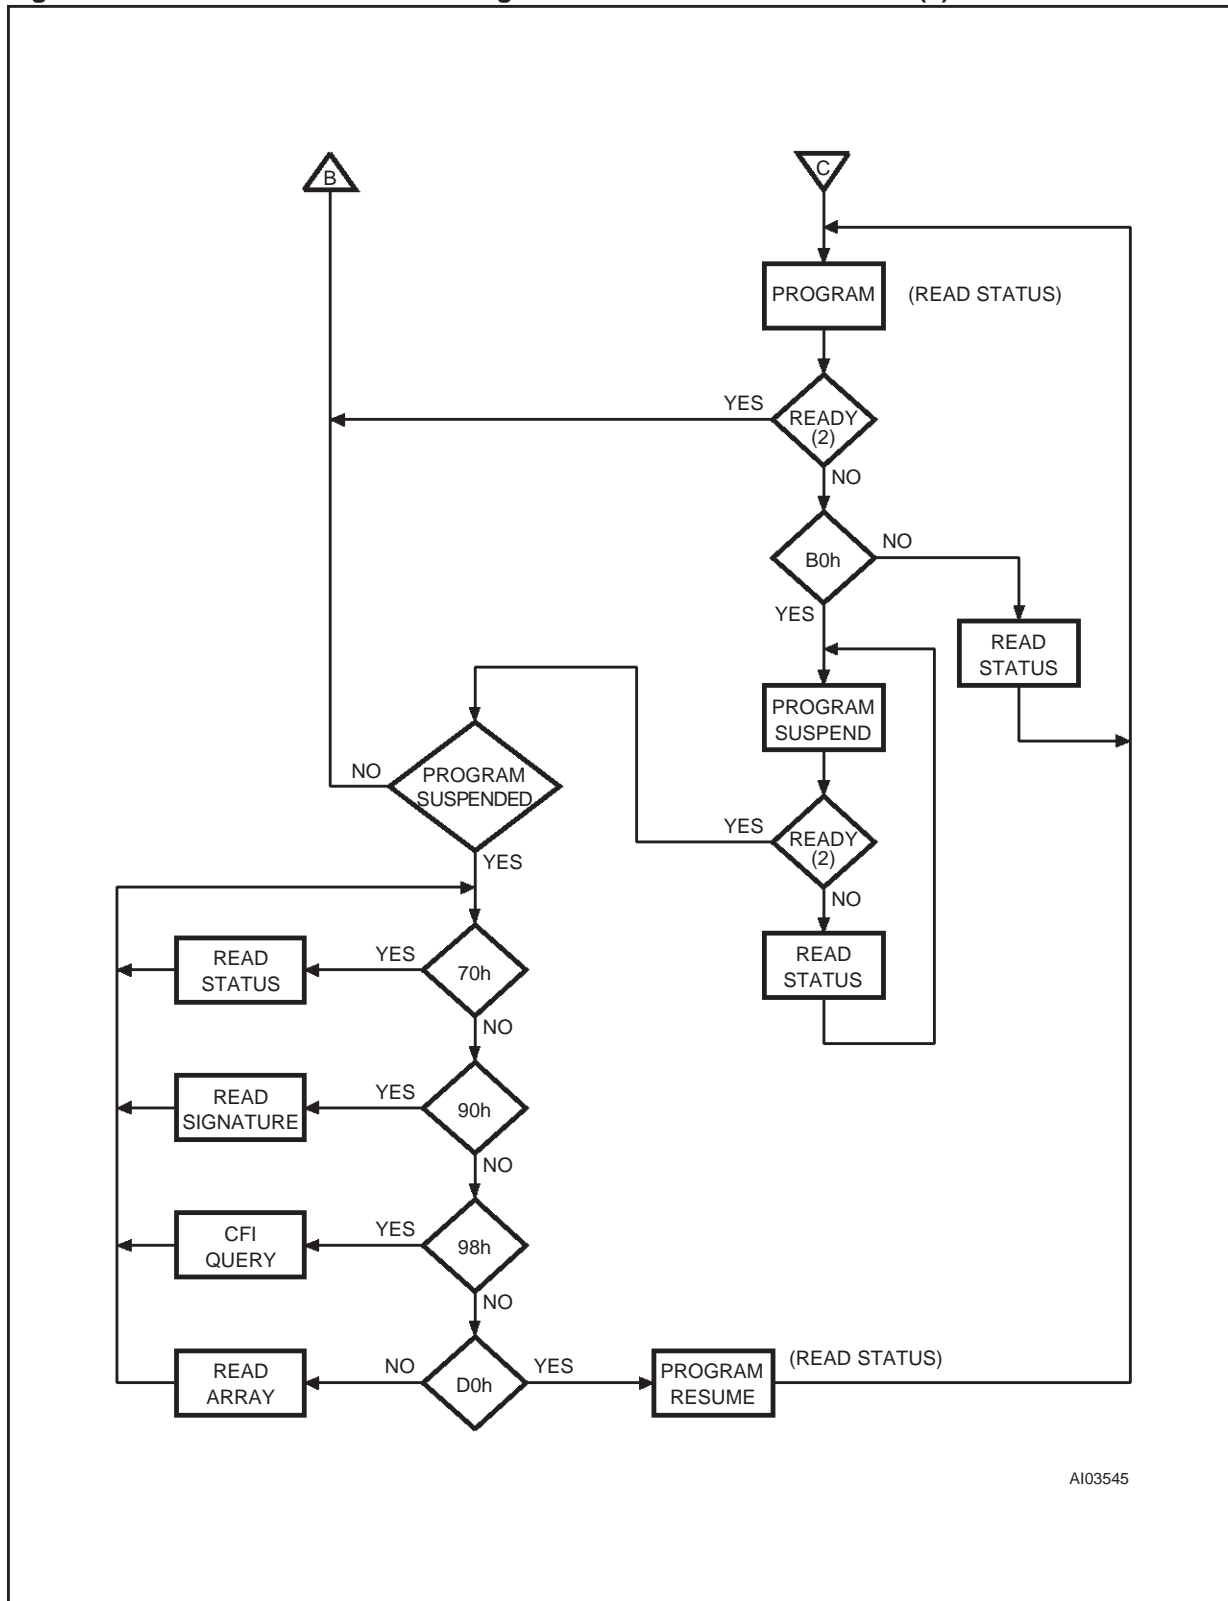 B
C
PROGRAM
(READ STATUS)
YES
READY
(2)
NO
B0h
NO
YES
READ
STATUS
PROGRAM
SUSPEND
NO
PROGRAM
SUSPENDED
YES
READY
(2)
YES
NO
READ
STATUS
READ
STATUS
YES
70h
NO
READ
SIGNATURE
YES
90h
NO
CFI
QUERY
YES
98h
NO
READ
ARRAY
NO
D0h
YES
PROGRAM
RESUME
(READ STATUS)
AI03545